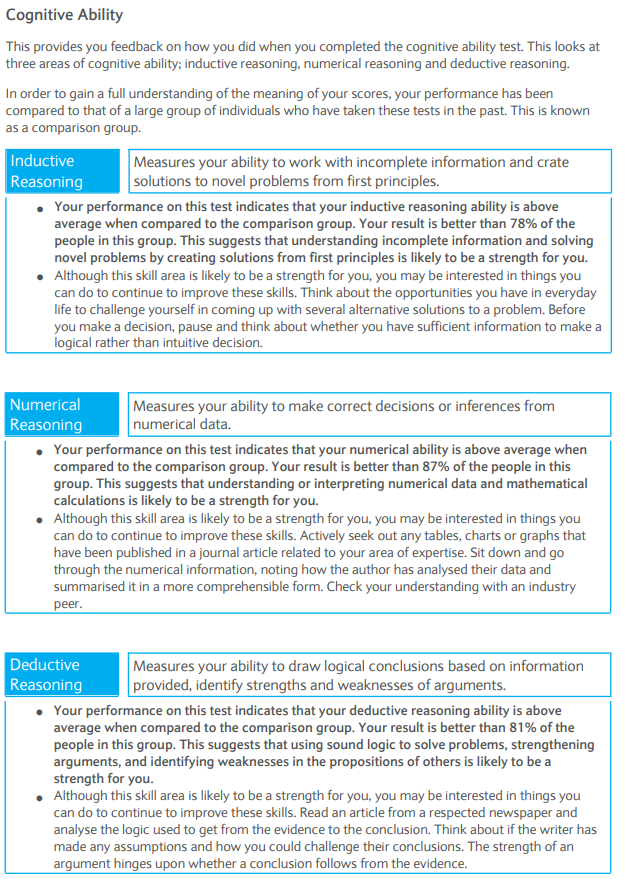 Cognitive Ability
This provides you feedback on how you did when you completed the cognitive ability test. This looks at
three areas of cognitive ability; inductive reasoning, numerical reasoning and deductive reasoning.
In order to gain a full understanding of the meaning of your scores, your performance has been
compared to that of a large group of individuals who have taken these tests in the past. This is known
as a comparison group.
Inductive
Reasoning
Measures your ability to work with incomplete information and crate
solutions to novel problems from first principles.
• Your performance on this test indicates that your inductive reasoning ability is above
average when compared to the comparison group. Your result is better than 78% of the
people in this group. This suggests that understanding incomplete information and solving
novel problems by creating solutions from first principles is likely to be a strength for you.
• Although this skill area is likely to be a strength for you, you may be interested in things you
can do to continue to improve these skills. Think about the opportunities you have in everyday
life to challenge yourself in coming up with several alternative solutions to a problem. Before
you make a decision, pause and think about whether you have sufficient information to make a
logical rather than intuitive decision.
Numerical
Reasoning
Measures your ability to make correct decisions or inferences from
numerical data.
• Your performance on this test indicates that your numerical ability is above average when
compared to the comparison group. Your result is better than 87% of the people in this
group. This suggests that understanding or interpreting numerical data and mathematical
calculations is likely to be a strength for you.
• Although this skill area is likely to be a strength for you, you may be interested in things you
can do to continue to improve these skills. Actively seek out any tables, charts or graphs that
have been published in a journal article related to your area of expertise. Sit down and go
through the numerical information, noting how the author has analysed their data and
summarised it in a more comprehensible form. Check your understanding with an industry
peer.
Deductive
Reasoning
Measures your ability to draw logical conclusions based on information
provided, identify strengths and weaknesses of arguments.
• Your performance on this test indicates that your deductive reasoning ability is above
average when compared to the comparison group. Your result is better than 81% of the
people in this group. This suggests that using sound logic to solve problems, strengthening
arguments, and identifying weaknesses in the propositions of others is likely to be a
strength for you.
• Although this skill area is likely to be a strength for you, you may be interested in things you
can do to continue to improve these skills. Read an article from a respected newspaper and
analyse the logic used to get from the evidence to the conclusion. Think about if the writer has
made any assumptions and how you could challenge their conclusions. The strength of an
argument hinges upon whether a conclusion follows from the evidence.